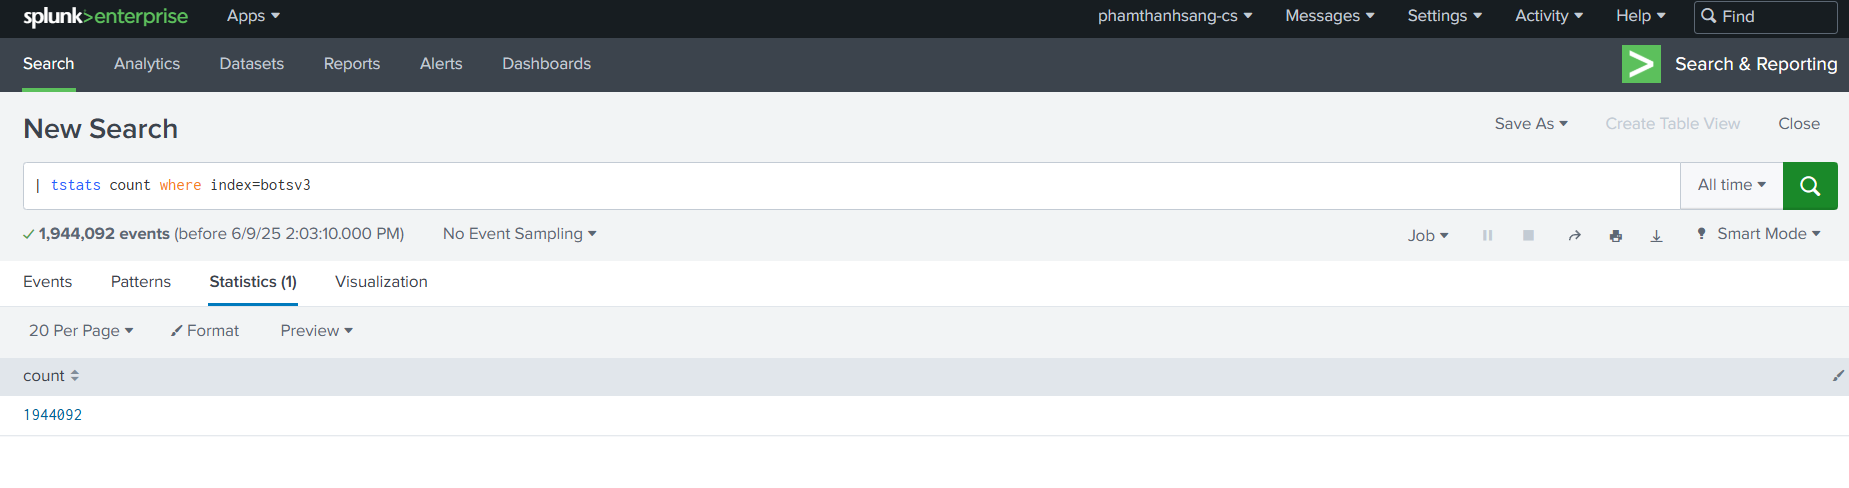 splunk>enterprise Apps phamthanhsang-cs Messages Settings Activity Help Find
Search Analytics Datasets Reports Alerts Dashboards > Search & Reporting
New Search Save As Create Table View Close
| tstats count where index=botsv3 All time
1,944,092 events (before 6/9/25 2:03:10.000 PM) No Event Sampling Job Smart Mode
Events Patterns Statistics (1) Visualization
20 Per Page Format Preview
count
1944092